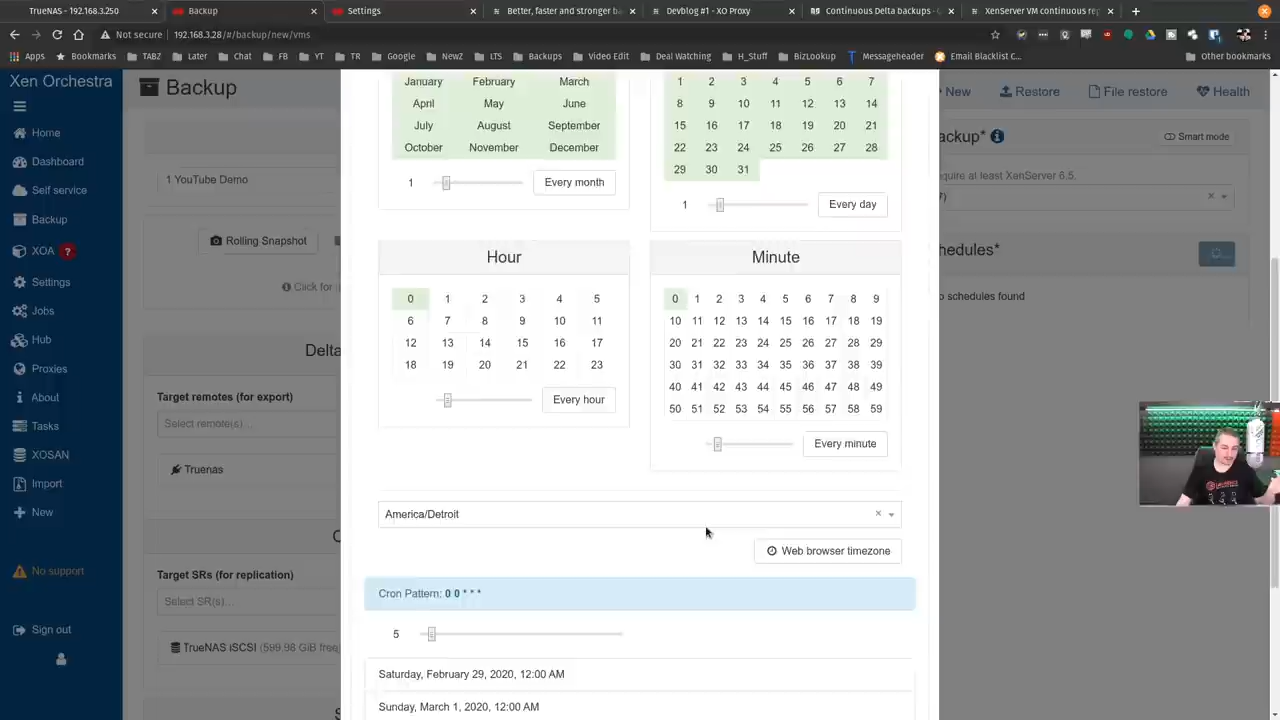 TrueNAS - 192.168.3.250
Backup
Settings
Better, faster and stronger ba
Devblog #1 - XO Proxy
Continuous Delta backups -
XenServer VM continuous rep
Not secure 192.168.3.28/#/backup/new/vms
Apps TABZ Later Chat FB YT TR Google Newz LTS Backups Video Edit Deal Watching H_Stuff BizLookup Messageheader Email Blacklist C... Other bookmarks
Xen Orchestra
Home
Dashboard
Self service
Backup
XOA ?
Settings
Jobs
Hub
Proxies
About
Tasks
XOSAN
Import
New
No support
Sign out
Backup
New Restore File restore Health
1 YouTube Demo
Rolling Snapshot
Click for
Delta
Target remotes (for export)
Select remote(s)...
Truenas
Target SRs (for replication)
Select SR(s)...
TrueNAS iSCSI (599.98 GiB free
ackup*
Smart mode
equire at least XenServer 6.5.
7)
hedules*
o schedules found
January February March
April May June
July August September
October November December
1 Every month
1 2 3 4 5 6 7
8 9 10 11 12 13 14
15 16 17 18 19 20 21
22 23 24 25 26 27 28
29 30 31
1 Every day
Hour
0 1 2 3 4 5
6 7 8 9 10 11
12 13 14 15 16 17
18 19 20 21 22 23
Every hour
Minute
0 1 2 3 4 5 6 7 8 9
10 11 12 13 14 15 16 17 18 19
20 21 22 23 24 25 26 27 28 29
30 31 32 33 34 35 36 37 38 39
40 41 42 43 44 45 46 47 48 49
50 51 52 53 54 55 56 57 58 59
Every minute
America/Detroit
Web browser timezone
Cron Pattern: 0 0 * * *
5
Saturday, February 29, 2020, 12:00 AM
Sunday, March 1, 2020, 12:00 AM